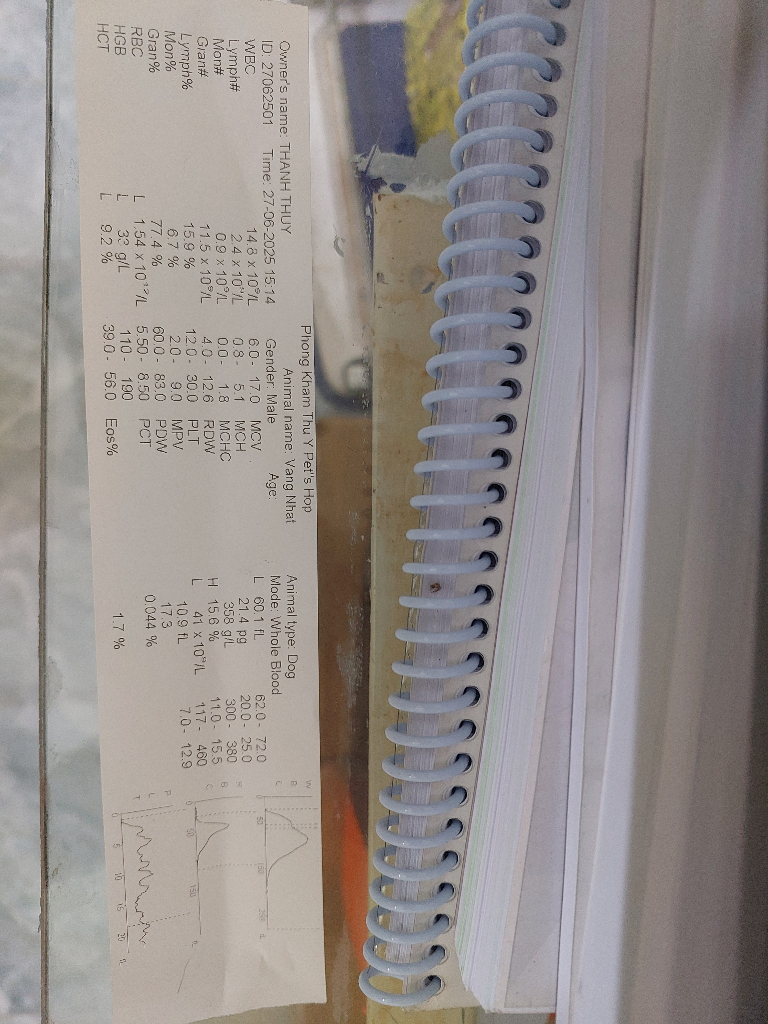 Phong Kham Thu Y Pet's Hop
Owner's name: THANH THUY Animal name: Vang Nhat Animal type: Dog
ID: 27062501 Time: 27-06-2025 15:14 Gender: Male Age: Mode: Whole Blood
WBC 14.8 x 10⁹/L 6.0 - 17.0 MCV L 60.1 fL 62.0 - 72.0
Lymph# 2.4 x 10⁹/L 0.8 - 5.1 MCH 21.4 pg 20.0 - 25.0
Mon# 0.9 x 10⁹/L 0.0 - 1.8 MCHC 358 g/L 300 - 380
Gran# 11.5 x 10⁹/L 4.0 - 12.6 RDW H 15.6 % 11.0 - 15.5
Lymph% 15.9 % 12.0 - 30.0 PLT L 41 x 10⁹/L 117 - 460
Mon% 6.7 % 2.0 - 9.0 MPV 10.9 fL 7.0 - 12.9
Gran% 77.4 % 60.0 - 83.0 PDW 17.3
RBC L 1.54 x 10¹²/L 5.50 - 8.50 PCT 0.044 %
HGB L 33 g/L 110 - 190
HCT L 9.2 % 39.0 - 56.0 Eos% 1.7 %
W
B
C
R
B
C
P
L
T
0 5 10 15 20 fL